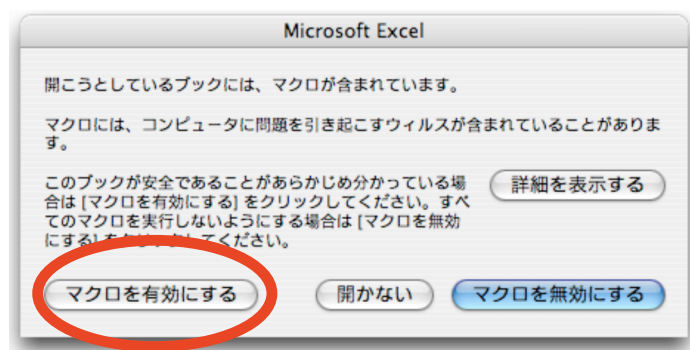 Microsoft Excel
開こうとしているブックには、マクロが含まれています。
マクロには、コンピュータに問題を引き起こすウィルスが含まれていることがありま
す。
このブックが安全であることがあらかじめ分かっている場
合は [マクロを有効にする] をクリックしてください。すべ
てのマクロを実行しないようにする場合は [マクロを無効
にする] をクリックしてください。
詳細を表示する
マクロを有効にする
開かない
マクロを無効にする